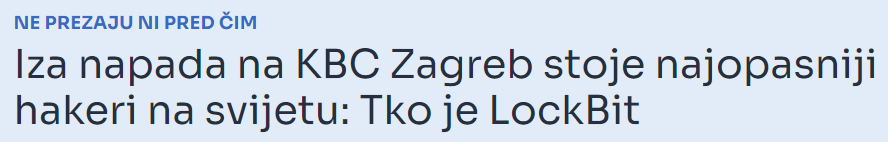 NE PREZAJU NI PRED ČIM
Iza napada na KBC Zagreb stoje najopasniji
hakeri na svijetu: Tko je LockBit